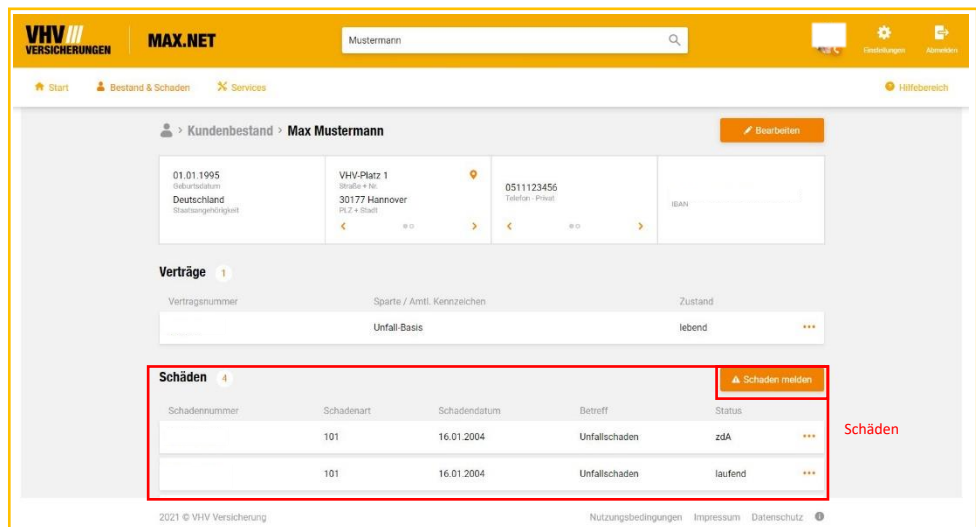 VHV///
VERSICHERUNGEN
MAX.NET
Mustermann
Einstellungen
Abmelden
Start
Bestand & Schaden
Services
Hilfebereich
> Kundenbestand > Max Mustermann
Bearbeiten
01.01.1995
Geburtsdatum
Deutschland
Staatsangehörigkeit
VHV-Platz 1
Straße + Nr.
30177 Hannover
PLZ + Stadt
0511123456
Telefon - Privat
IBAN
Verträge 1
Vertragsnummer Sparte / Amtl. Kennzeichen Zustand
Unfall-Basis lebend
Schäden 4
Schaden melden
Schadennummer Schadenart Schadendatum Betreff Status
101 16.01.2004 Unfallschaden zdA
101 16.01.2004 Unfallschaden laufend
Schäden
2021 © VHV Versicherung
Nutzungsbedingungen Impressum Datenschutz